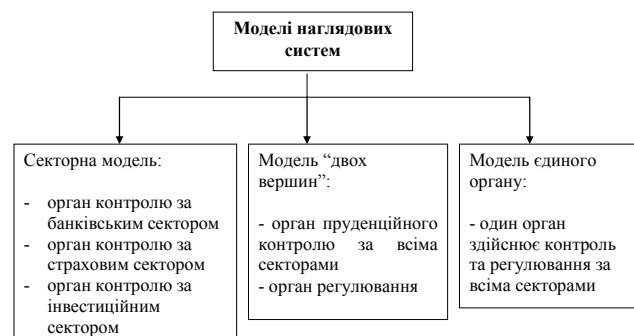 Моделі наглядових
систем
Секторна модель:
- орган контролю за
банківським сектором
- орган контролю за
страховим сектором
- орган контролю за
інвестиційним
сектором
Модель “двох
вершин”:
- орган пруденційного
контролю за всіма
секторами
- орган регулювання
Модель єдиного
органу:
- один орган
здійснює контроль
та регулювання за
всіма секторами